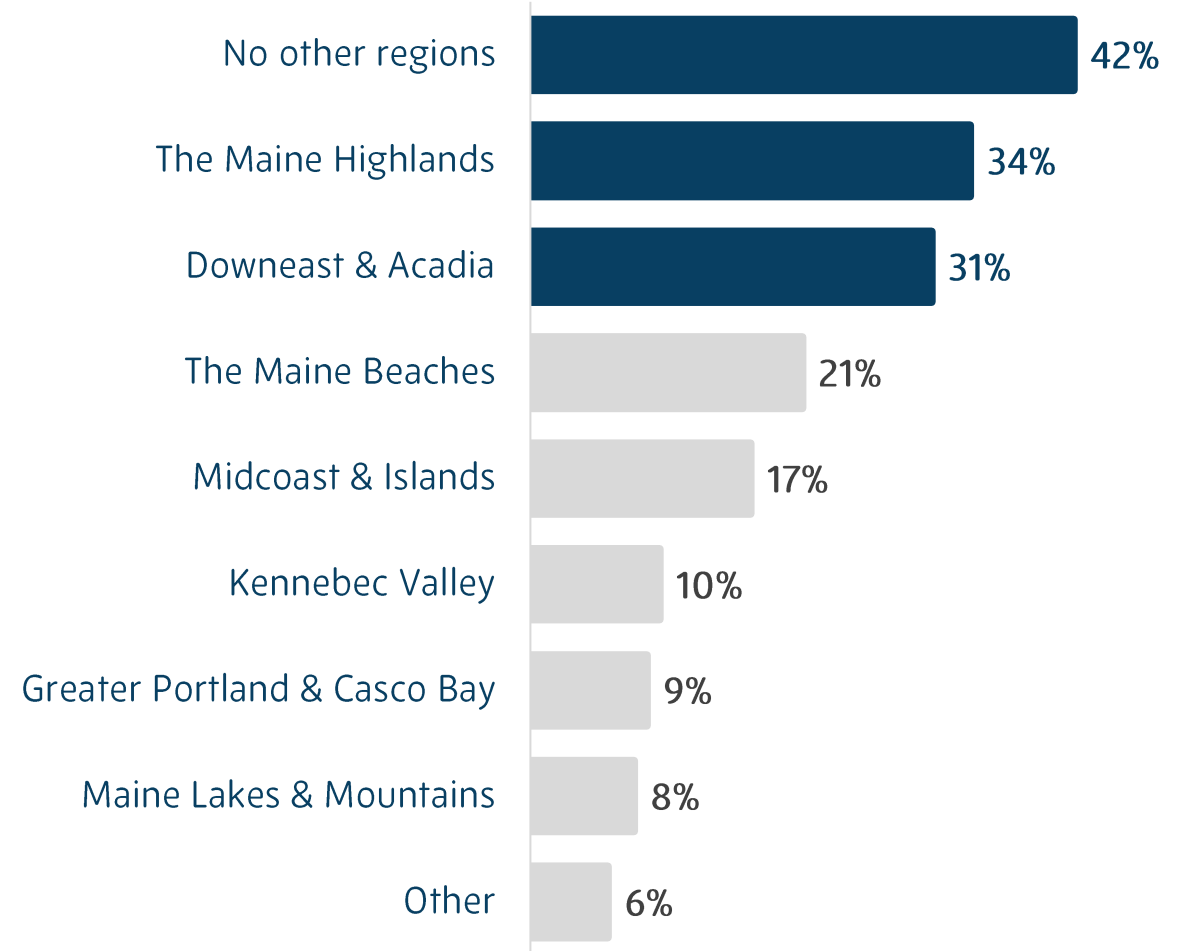 No other regions 42%
The Maine Highlands 34%
Downeast & Acadia 31%
The Maine Beaches 21%
Midcoast & Islands 17%
Kennebec Valley 10%
Greater Portland & Casco Bay 9%
Maine Lakes & Mountains 8%
Other 6%